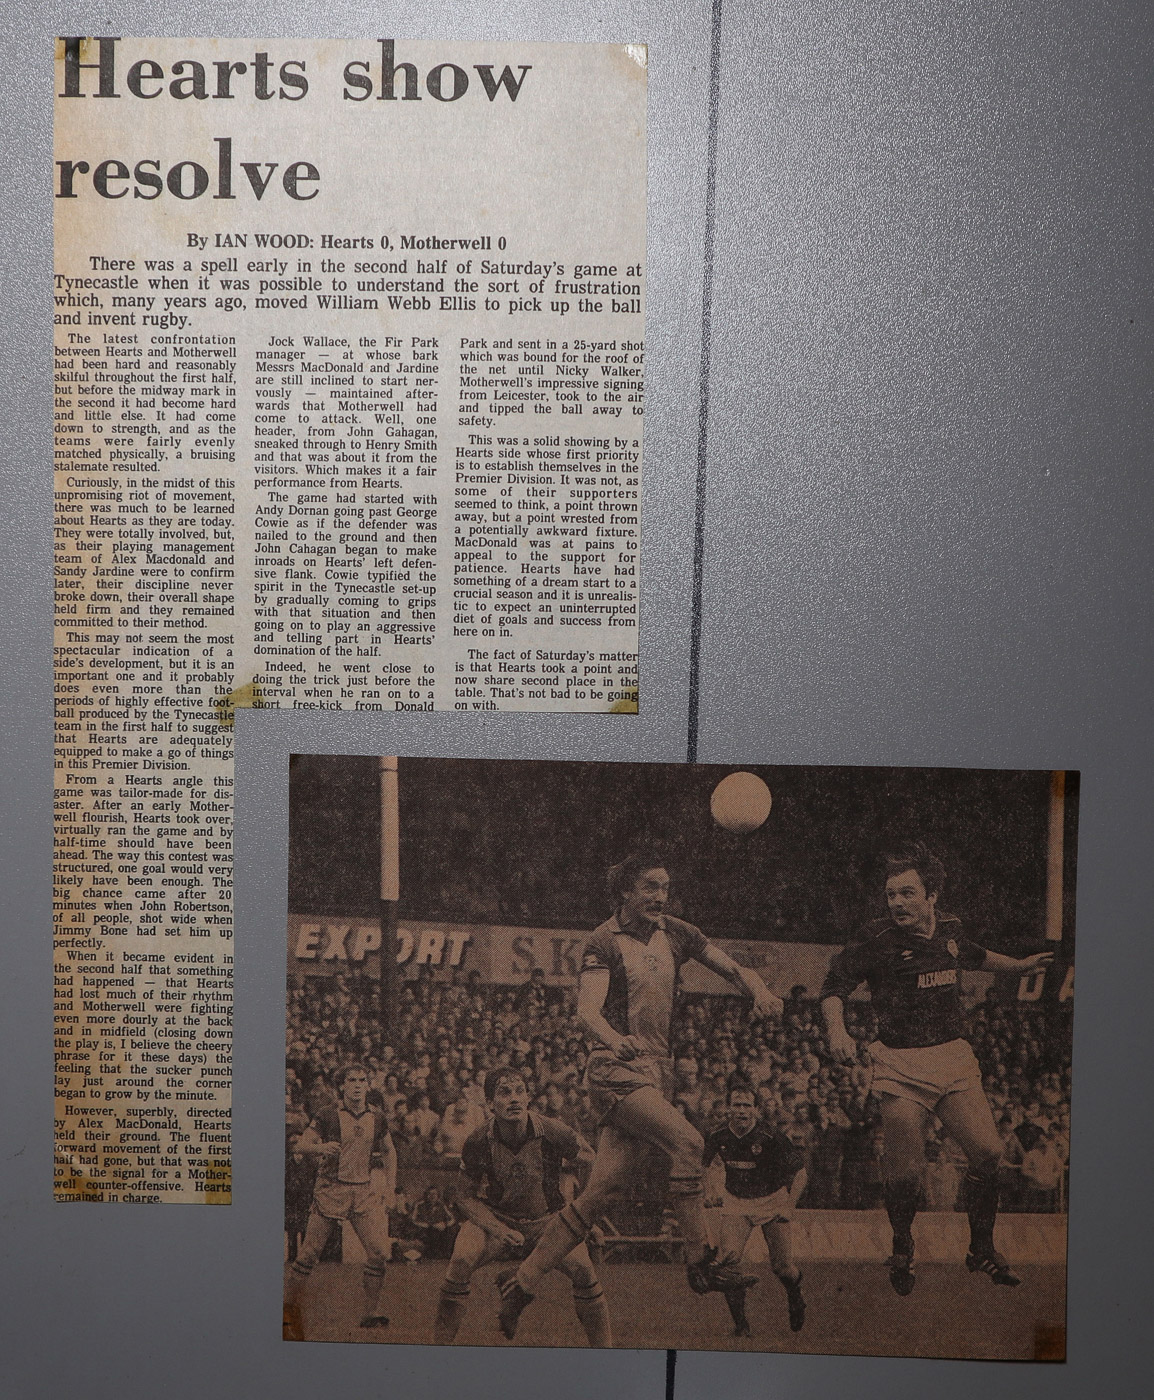 Hearts show
resolve
By IAN WOOD: Hearts 0, Motherwell 0
There was a spell early in the second half of Saturday's game at
Tynecastle when it was possible to understand the sort of frustration
which, many years ago, moved William Webb Ellis to pick up the ball
and invent rugby.
The latest confrontation
between Hearts and Motherwell
had been hard and reasonably
skilful throughout the first half,
but before the midway mark in
the second it had become hard
and little else. It had come
down to strength, and as the
teams were fairly evenly
matched physically, a bruising
stalemate resulted.
Curiously, in the midst of this
unpromising riot of movement,
there was much to be learned
about Hearts as they are today.
They were totally involved, but,
as their playing management
team of Alex Macdonald and
Sandy Jardine were to confirm
later, their discipline never
broke down, their overall shape
held firm and they remained
committed to their method.
This may not seem the most
spectacular indication of a
side's development, but it is an
important one and it probably
does even more than the
periods of highly effective foot-
ball produced by the Tynecastle
team in the first half to suggest
that Hearts are adequately
equipped to make a go of things
in this Premier Division.
From a Hearts angle this
game was tailor-made for dis-
aster. After an early Mother-
well flourish, Hearts took over,
virtually ran the game and by
half-time should have been
ahead. The way this contest was
structured, one goal would very
likely have been enough. The
big chance came after 20
minutes when John Robertson,
of all people, shot wide when
Jimmy Bone had set him up
perfectly.
When it became evident in
the second half that something
had happened — that Hearts
had lost much of their rhythm
and Motherwell were fighting
even more dourly at the back
and in midfield (closing down
the play is, I believe the cheery
phrase for it these days) the
feeling that the sucker punch
lay just around the corner
began to grow by the minute.
However, superbly, directed
by Alex MacDonald, Hearts
held their ground. The fluent
forward movement of the first
half had gone, but that was not
to be the signal for a Mother-
well counter-offensive. Hearts
remained in charge.
Jock Wallace, the Fir Park
manager — at whose bark
Messrs MacDonald and Jardine
are still inclined to start ner-
vously — maintained after-
wards that Motherwell had
come to attack. Well, one
header, from John Gahagan,
sneaked through to Henry Smith
and that was about it from the
visitors. Which makes it a fair
performance from Hearts.
The game had started with
Andy Dornan going past George
Cowie as if the defender was
nailed to the ground and then
John Cahagan began to make
inroads on Hearts' left defen-
sive flank. Cowie typified the
spirit in the Tynecastle set-up
by gradually coming to grips
with that situation and then
going on to play an aggressive
and telling part in Hearts'
domination of the half.
Indeed, he went close to
doing the trick just before the
interval when he ran on to a
short free-kick from Donald
Park and sent in a 25-yard shot
which was bound for the roof of
the net until Nicky Walker,
Motherwell's impressive signing
from Leicester, took to the air
and tipped the ball away to
safety.
This was a solid showing by a
Hearts side whose first priority
is to establish themselves in the
Premier Division. It was not, as
some of their supporters
seemed to think, a point thrown
away, but a point wrested from
a potentially awkward fixture.
MacDonald was at pains to
appeal to the support for
patience. Hearts have had
something of a dream start to a
crucial season and it is unrealis-
tic to expect an uninterrupted
diet of goals and success from
here on in.
The fact of Saturday's matter
is that Hearts took a point and
now share second place in the
table. That's not bad to be going
on with.
EXPORT
SK
ALEXANDERS